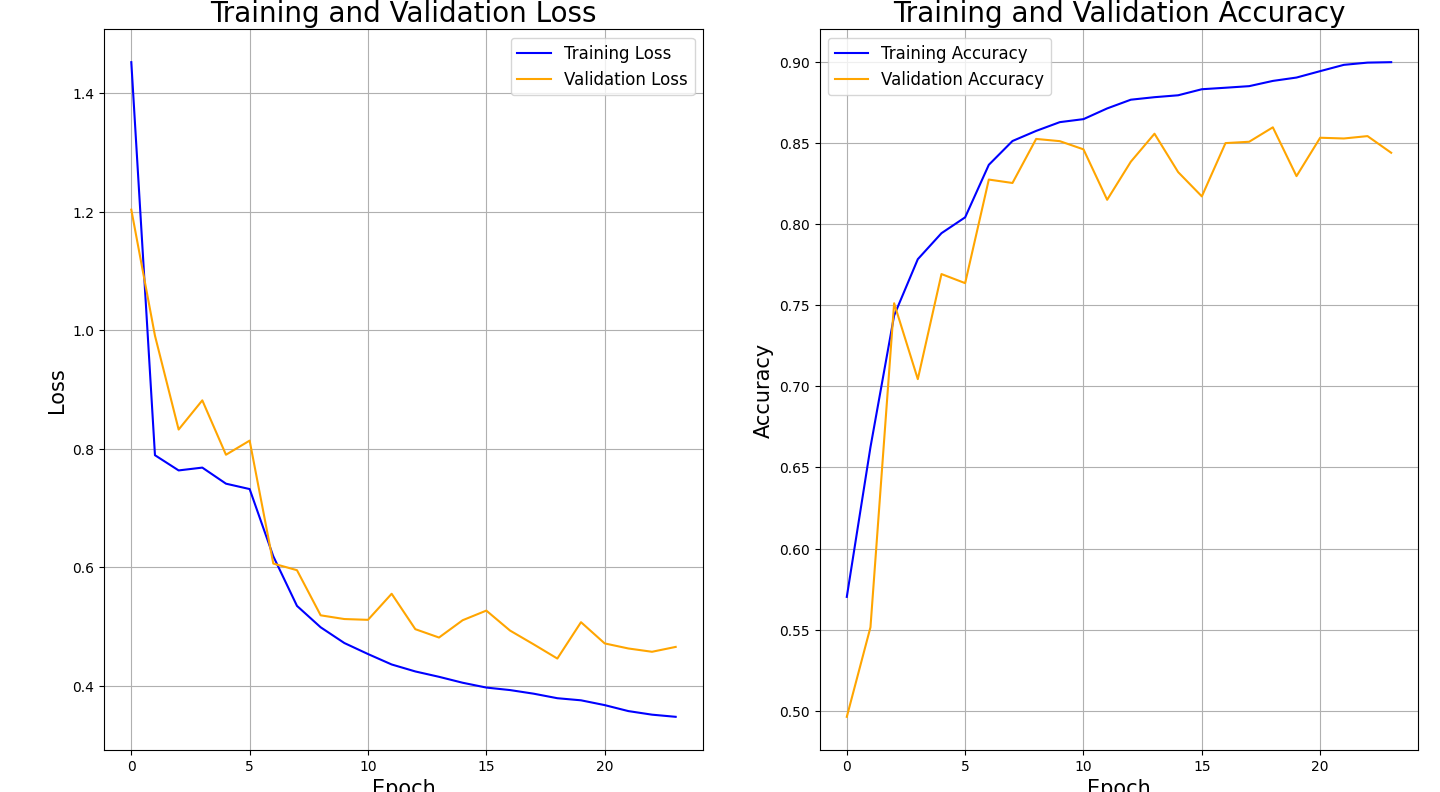 Training and Validation Loss
Training Loss
Validation Loss
1.4
1.2
1.0
0.8
0.6
0.4
Loss
0 5 10 15 20
Epoch
Training and Validation Accuracy
Training Accuracy
Validation Accuracy
0.90
0.85
0.80
0.75
0.70
0.65
0.60
0.55
0.50
Accuracy
0 5 10 15 20
Epoch